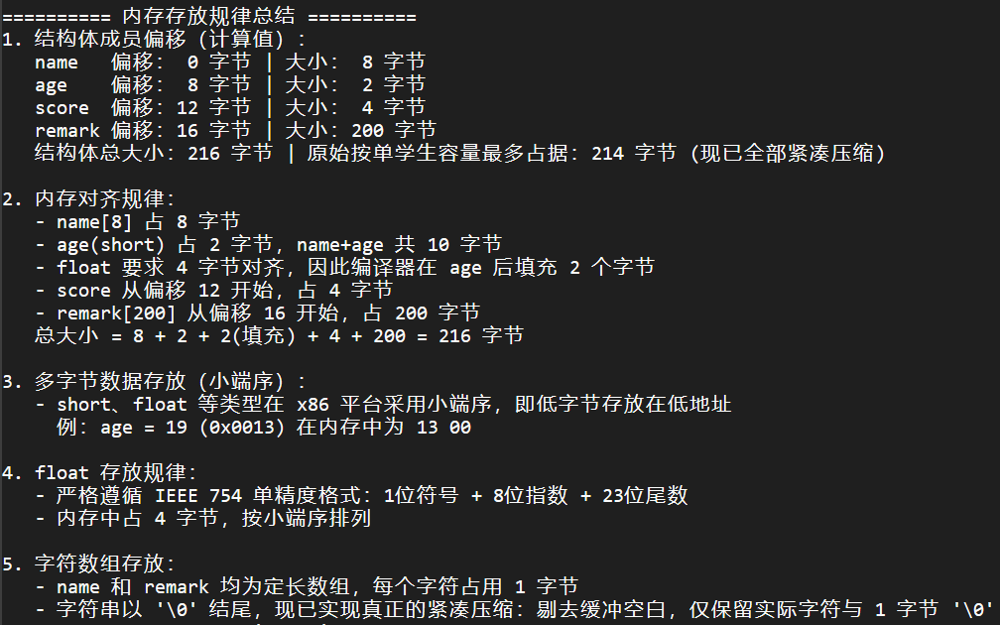 ========== 内存存放规律总结 ==========
1. 结构体成员偏移（计算值）：
name 偏移: 0 字节 | 大小: 8 字节
age 偏移: 8 字节 | 大小: 2 字节
score 偏移: 12 字节 | 大小: 4 字节
remark 偏移: 16 字节 | 大小: 200 字节
结构体总大小: 216 字节 | 原始按单学生容量最多占据: 214 字节 (现已全部紧凑压缩)
2. 内存对齐规律:
- name[8] 占 8 字节
- age(short) 占 2 字节, name+age 共 10 字节
- float 要求 4 字节对齐, 因此编译器在 age 后填充 2 个字节
- score 从偏移 12 开始, 占 4 字节
- remark[200] 从偏移 16 开始, 占 200 字节
总大小 = 8 + 2 + 2(填充) + 4 + 200 = 216 字节
3. 多字节数据存放（小端序）：
- short、float 等类型在 x86 平台采用小端序, 即低字节存放在低地址
例: age = 19 (0x0013) 在内存中为 13 00
4. float 存放规律:
- 严格遵循 IEEE 754 单精度格式: 1位符号 + 8位指数 + 23位尾数
- 内存中占 4 字节, 按小端序排列
5. 字符数组存放:
- name 和 remark 均为定长数组, 每个字符占用 1 字节
- 字符串以 '\0' 结尾, 现已实现真正的紧凑压缩: 剔去缓冲空白, 仅保留实际字符与 1 字节 '\0'